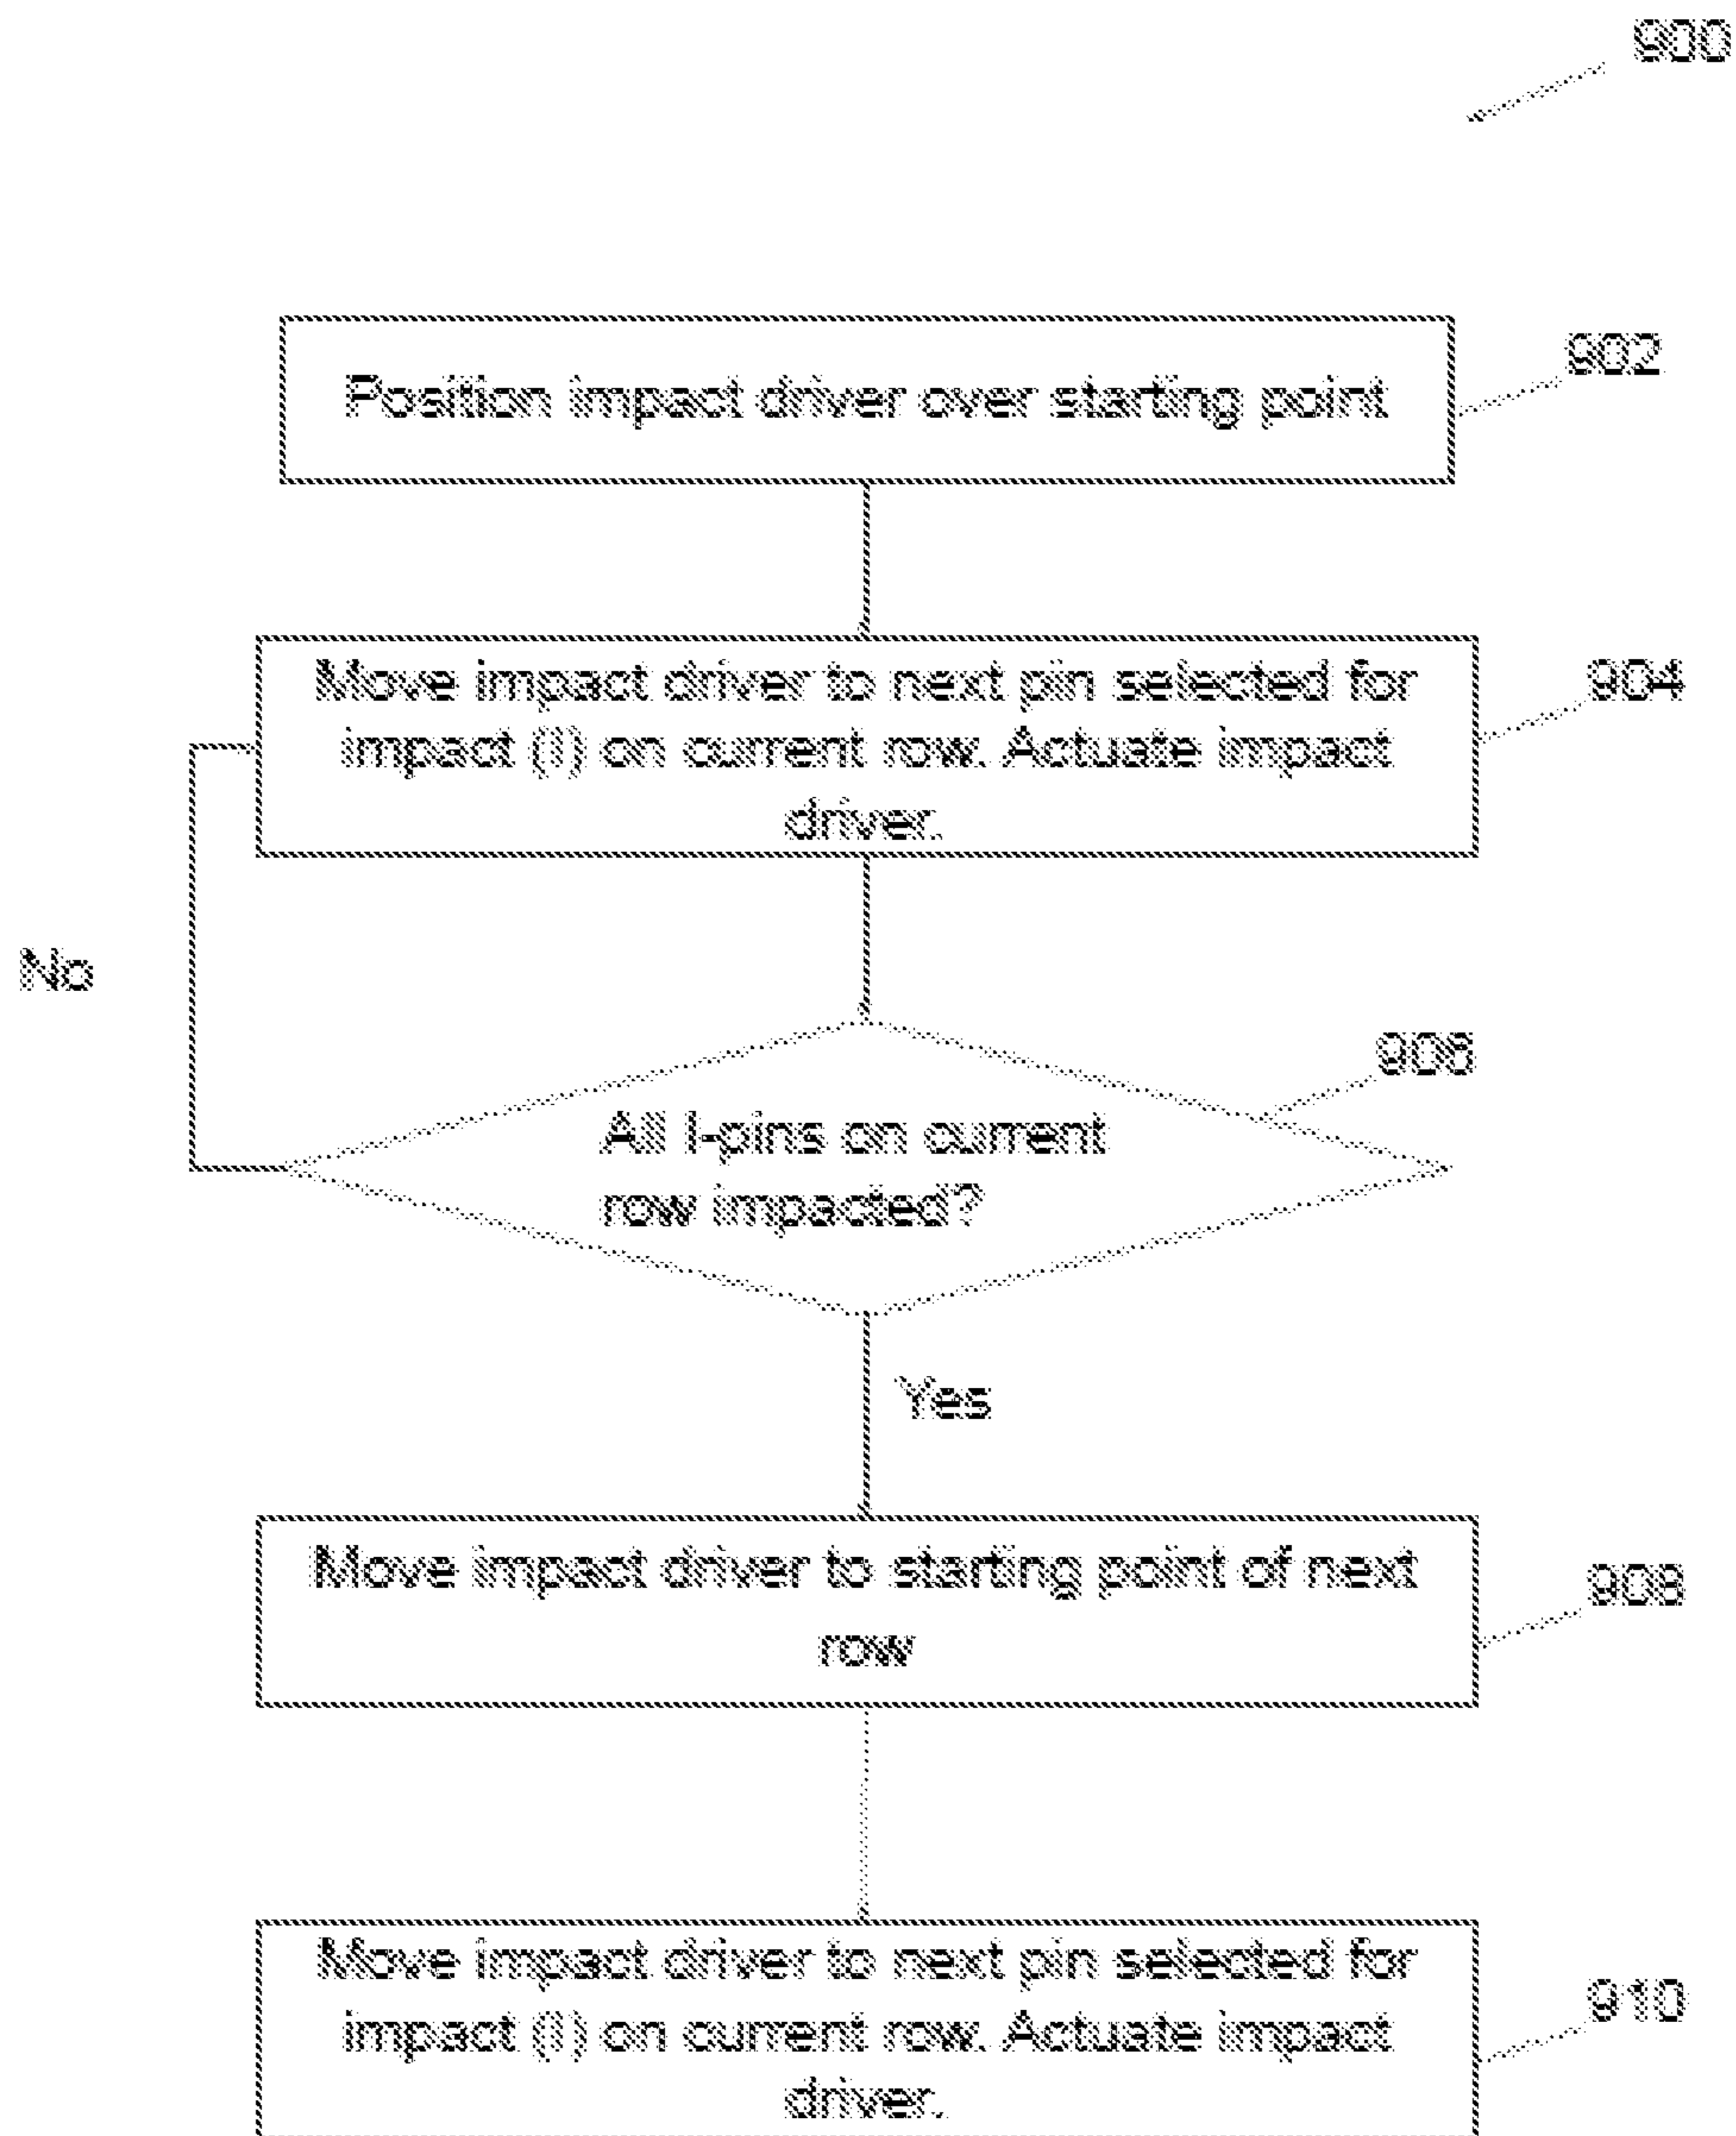 900
Position impact driver over starting point
902
Move impact driver to next pin selected for
impact (I) on current row. Actuate impact
driver.
904
No
906
All I-pins on current
row impacted?
Yes
Move impact driver to starting point of next
row
908
Move impact driver to next pin selected for
impact (I) on current row. Actuate impact
driver.
910